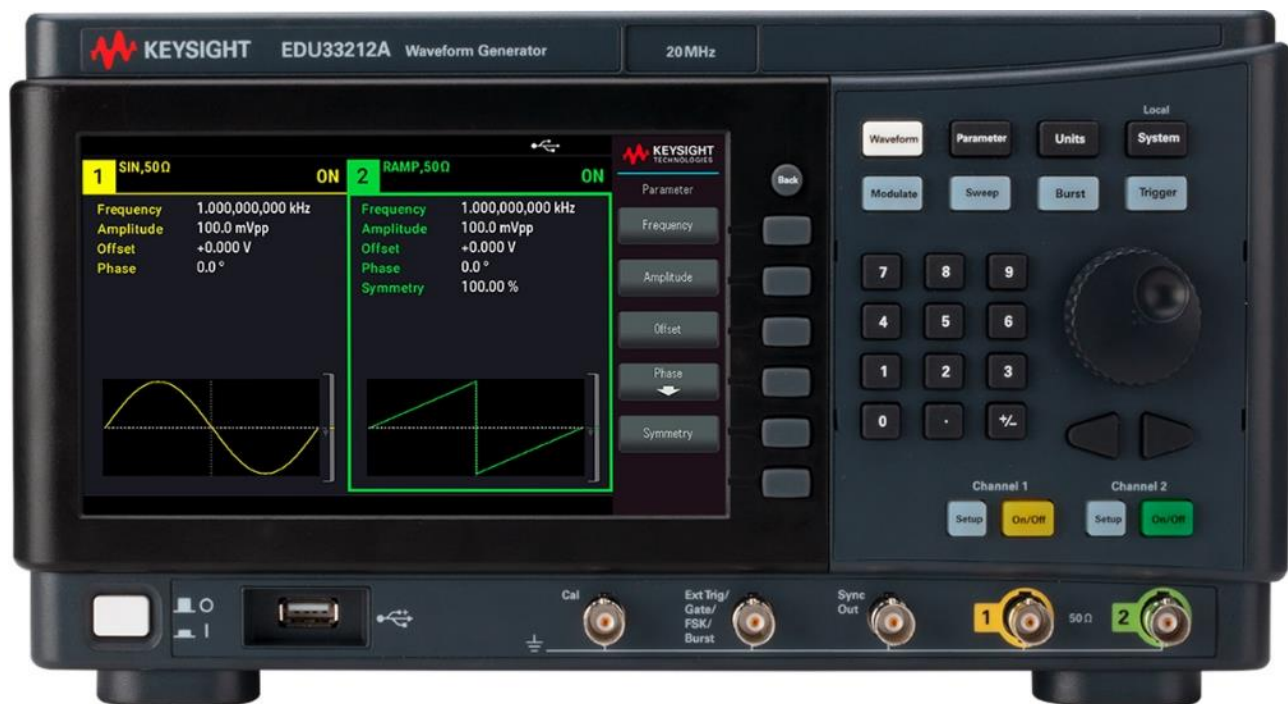 KEYSIGHT EDU33212A Waveform Generator 20 MHz
1 SIN,50Ω ON
Frequency 1.000,000,000 kHz
Amplitude 100.0 mVpp
Offset +0.000 V
Phase 0.0 °
2 RAMP,50Ω ON
Frequency 1.000,000,000 kHz
Amplitude 100.0 mVpp
Offset +0.000 V
Phase 0.0 °
Symmetry 100.00 %
KEYSIGHT
TECHNOLOGIES
Parameter
Frequency
Amplitude
Offset
Phase
Symmetry
Back
Local
Waveform Parameter Units System
Modulate Sweep Burst Trigger
7 8 9
4 5 6
1 2 3
0 . +/−
Channel 1 Channel 2
Setup On/Off Setup On/Off
Cal
Ext Trig/
Gate/
FSK/
Burst
Sync
Out
1 50 Ω 2